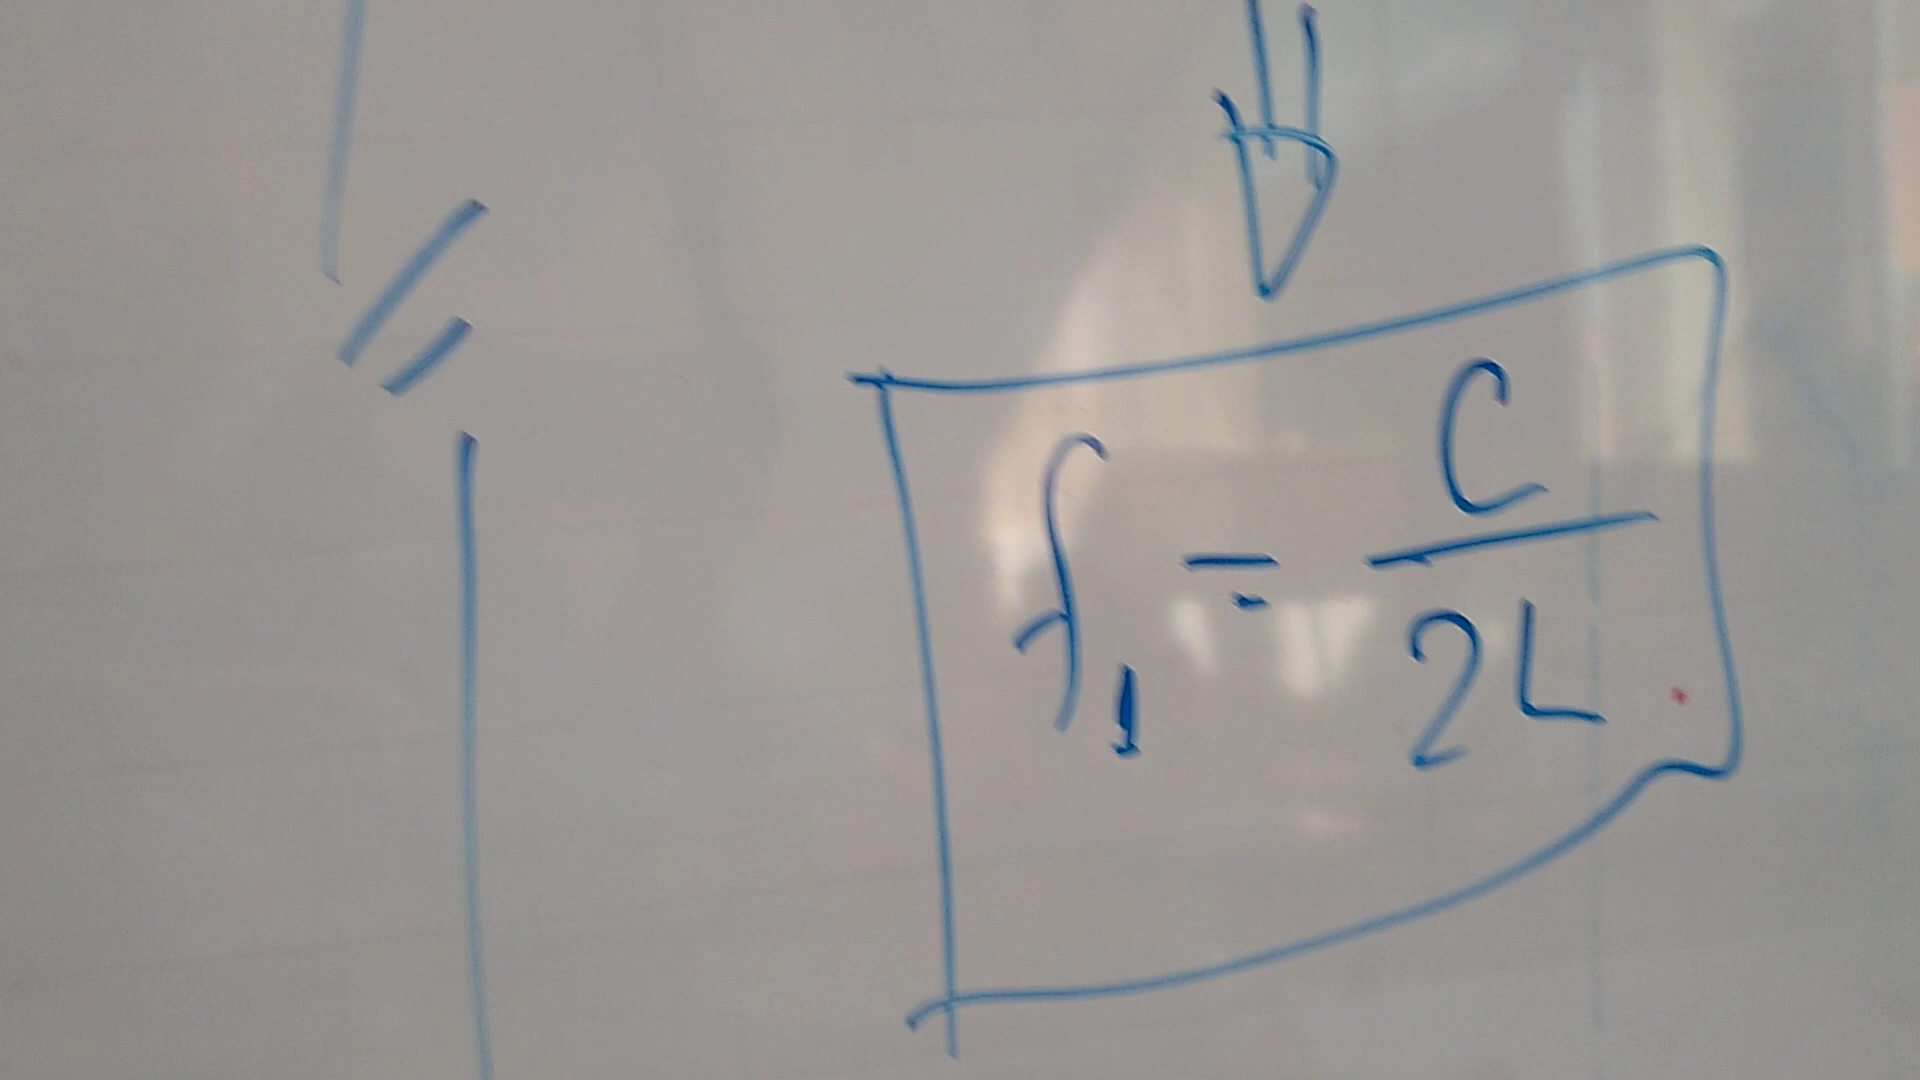 f₁ = C / 2L